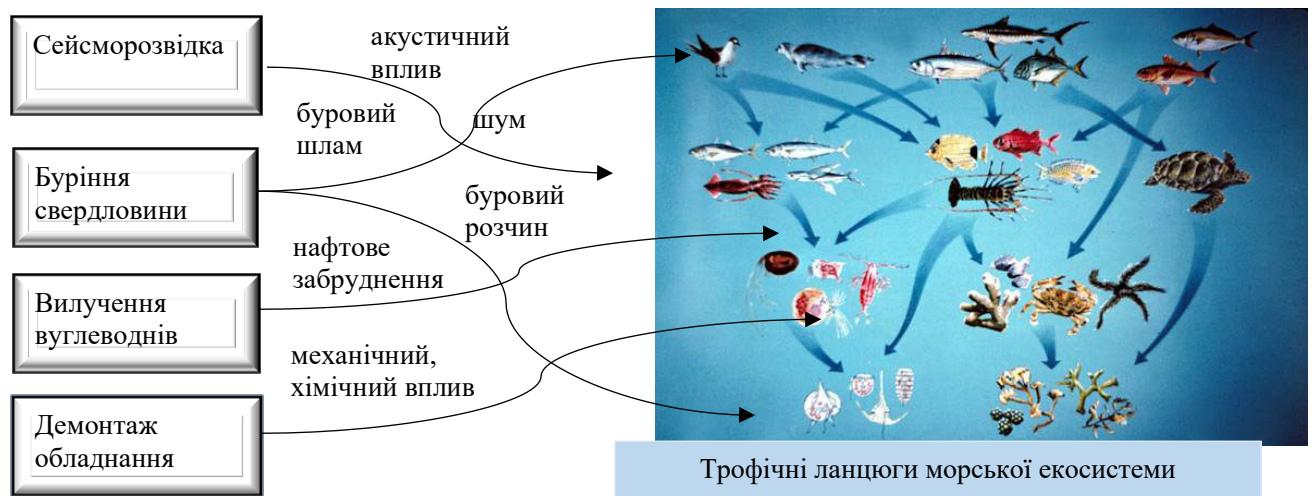 Сейсморозвідка
акустичний
вплив
буровий
шлам
шум
Буріння
свердловини
буровий
розчин
нафтове
забруднення
Вилучення
вуглеводнів
механічний,
хімічний вплив
Демонтаж
обладнання
Трофічні ланцюги морської екосистеми